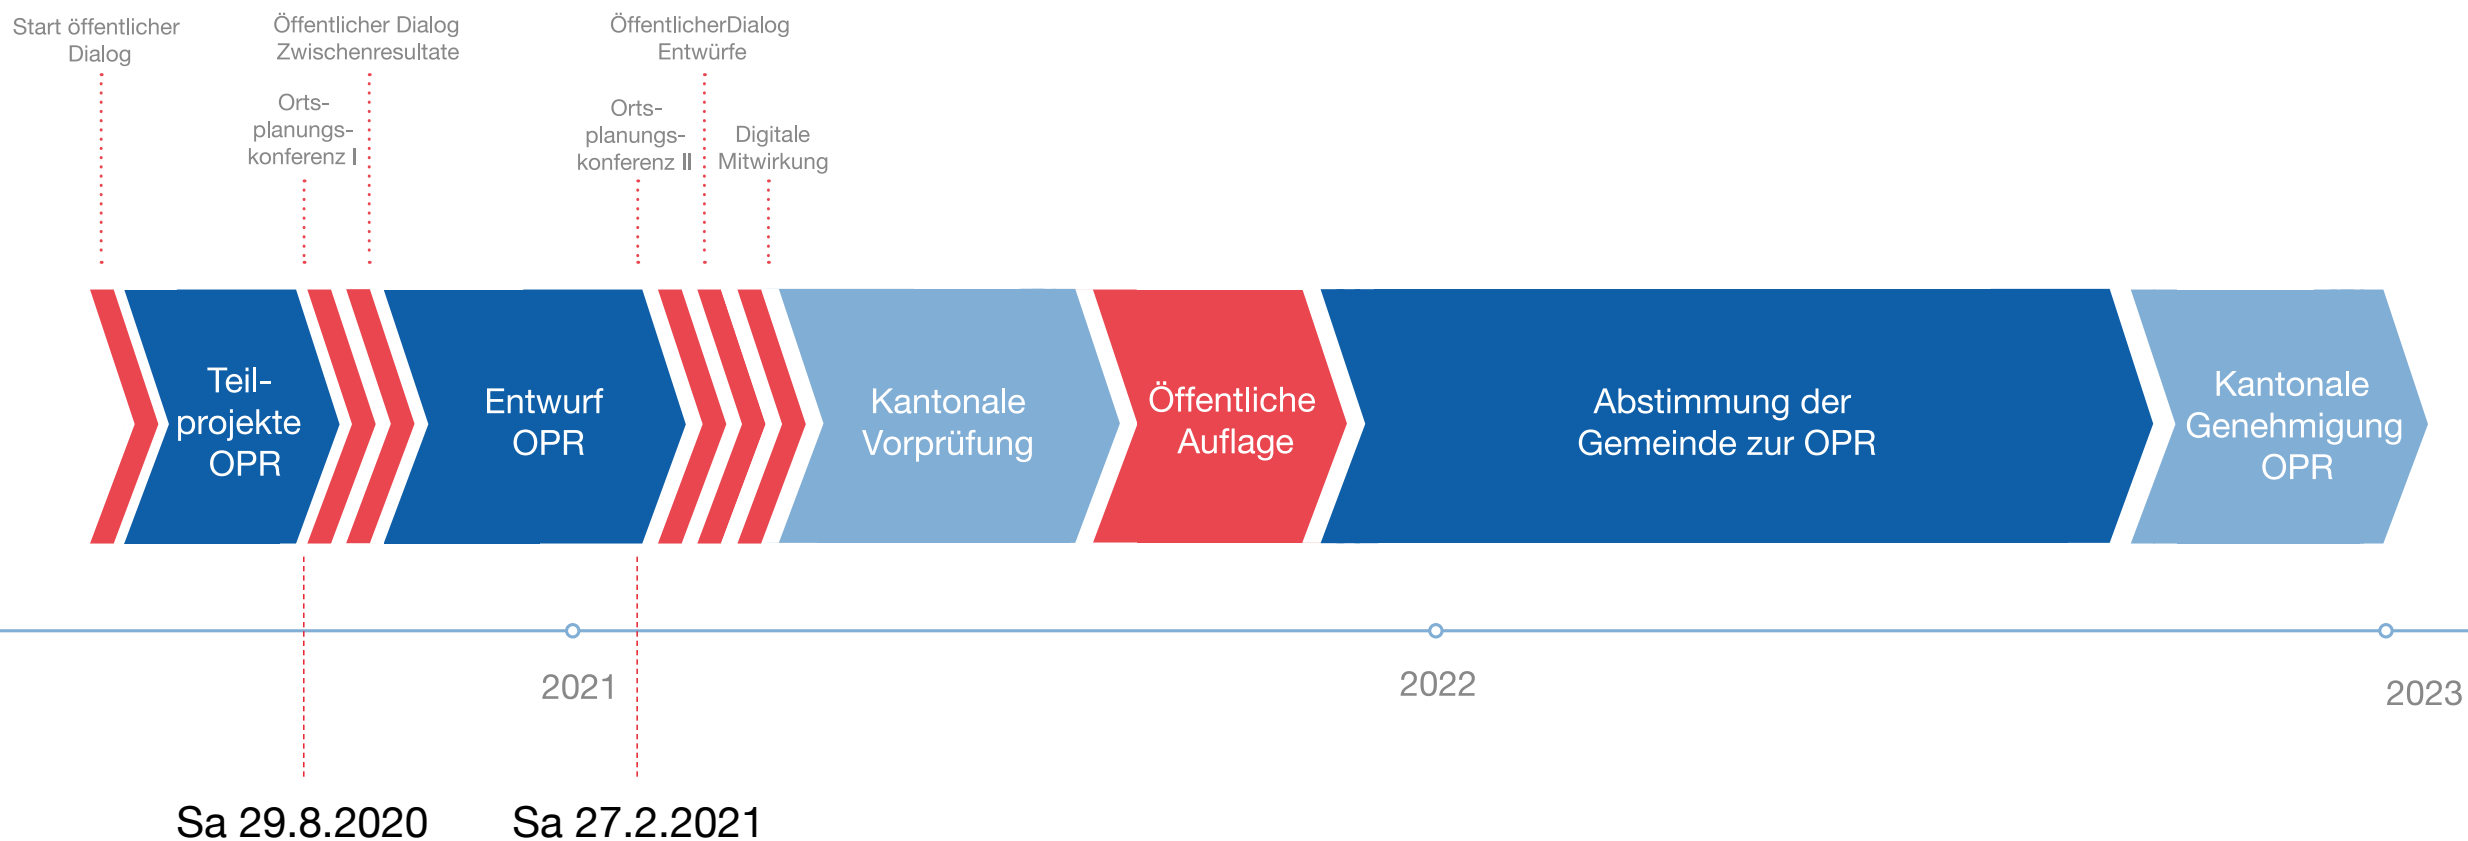 Start öffentlicher
Dialog
Öffentlicher Dialog
Zwischenresultate
ÖffentlicherDialog
Entwürfe
Orts-
planungs-
konferenz I
Orts-
planungs-
konferenz II
Digitale
Mitwirkung
Teil-
projekte
OPR
Entwurf
OPR
Kantonale
Vorprüfung
Öffentliche
Auflage
Abstimmung der
Gemeinde zur OPR
Kantonale
Genehmigung
OPR
2021
2022
2023
Sa 29.8.2020
Sa 27.2.2021